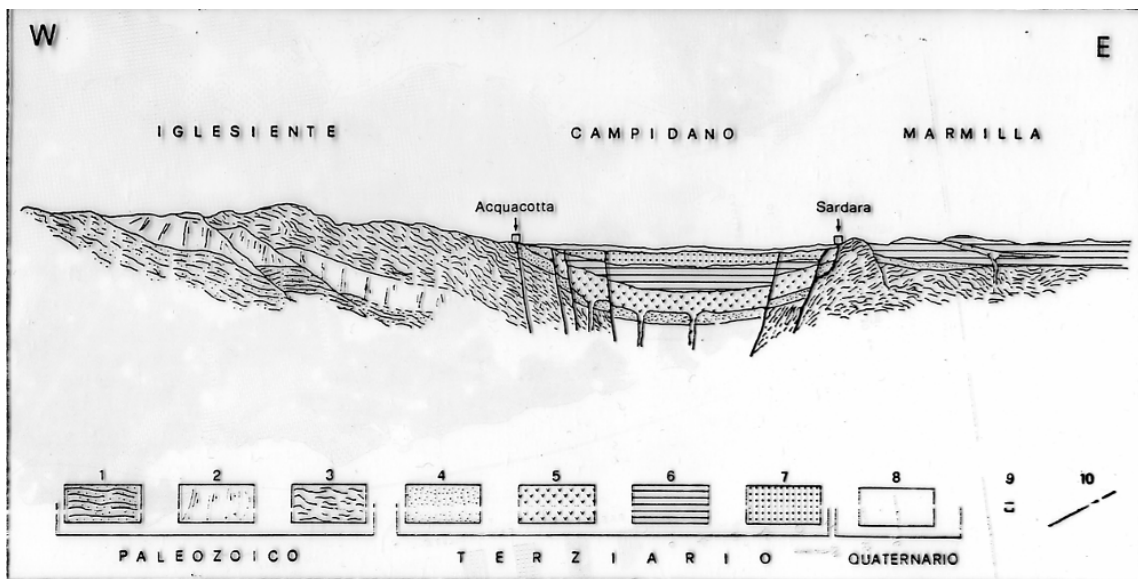 W E
IGLESIENTE CAMPIDANO MARMILLA
Acquacotta Sardara
1 2 3 4 5 6 7 8 9 10
PALEOZOICO TERZIARIO QUATERNARIO